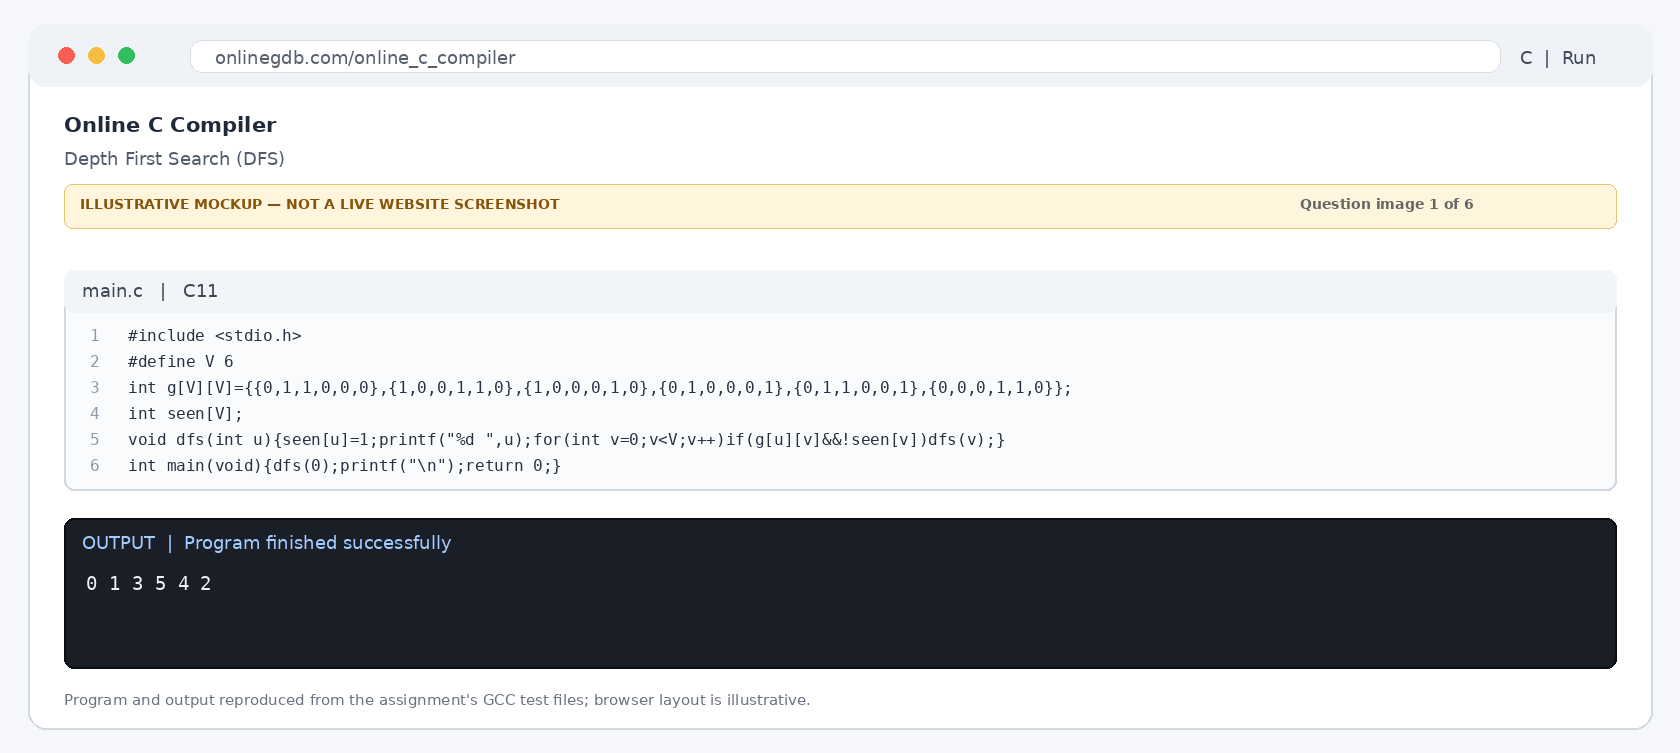 onlinegdb.com/online_c_compiler C | Run
Online C Compiler
Depth First Search (DFS)
ILLUSTRATIVE MOCKUP — NOT A LIVE WEBSITE SCREENSHOT Question image 1 of 6
main.c | C11
1 #include <stdio.h>
2 #define V 6
3 int g[V][V]={{0,1,1,0,0,0},{1,0,0,1,1,0},{1,0,0,0,1,0},{0,1,0,0,0,1},{0,1,1,0,0,1},{0,0,0,1,1,0}};
4 int seen[V];
5 void dfs(int u){seen[u]=1;printf("%d ",u);for(int v=0;v<V;v++)if(g[u][v]&&!seen[v])dfs(v);}
6 int main(void){dfs(0);printf("\n");return 0;}
OUTPUT | Program finished successfully
0 1 3 5 4 2
Program and output reproduced from the assignment's GCC test files; browser layout is illustrative.